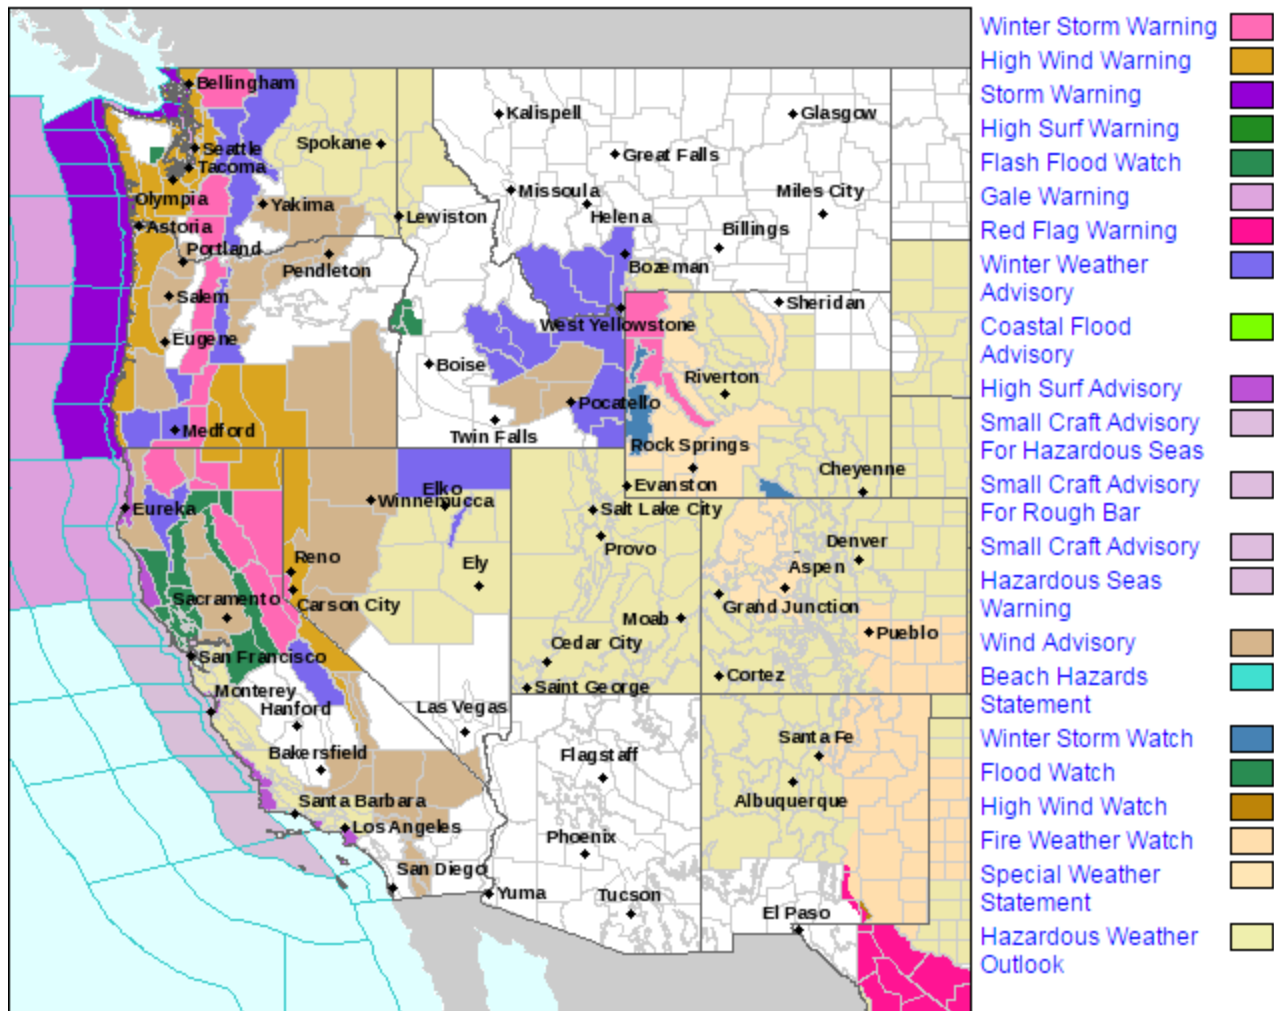 Bellingham
Seattle
Tacoma
Olympia
Astoria
Spokane
Yakima
Portland
Pendleton
Salem
Eugene
Medford
Kalispell
Glasgow
Great Falls
Missoula
Helena
Miles City
Lewiston
Billings
Bozeman
West Yellowstone
Sheridan
Boise
Riverton
Pocatello
Twin Falls
Rock Springs
Cheyenne
Evanston
Eureka
Elko
Winnemucca
Salt Lake City
Provo
Reno
Ely
Denver
Aspen
Sacramento
Carson City
Grand Junction
Moab
Pueblo
San Francisco
Cedar City
Cortez
Monterey
Saint George
Hanford
Las Vegas
Bakersfield
Flagstaff
Santa Fe
Santa Barbara
Albuquerque
Los Angeles
Phoenix
San Diego
Yuma
Tucson
El Paso
Winter Storm Warning
High Wind Warning
Storm Warning
High Surf Warning
Flash Flood Watch
Gale Warning
Red Flag Warning
Winter Weather
Advisory
Coastal Flood
Advisory
High Surf Advisory
Small Craft Advisory
For Hazardous Seas
Small Craft Advisory
For Rough Bar
Small Craft Advisory
Hazardous Seas
Warning
Wind Advisory
Beach Hazards
Statement
Winter Storm Watch
Flood Watch
High Wind Watch
Fire Weather Watch
Special Weather
Statement
Hazardous Weather
Outlook